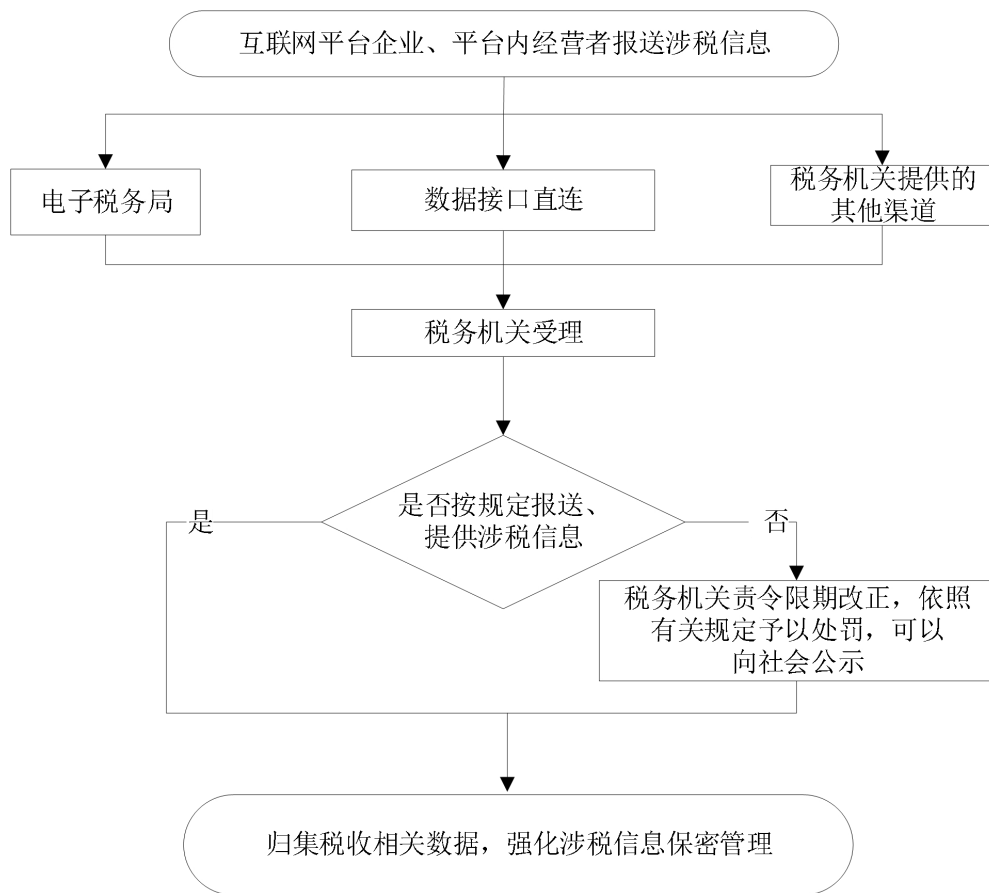 互联网平台企业、平台内经营者报送涉税信息
电子税务局
数据接口直连
税务机关提供的
其他渠道
税务机关受理
是否按规定报送、
提供涉税信息
是
否
税务机关责令限期改正，依照
有关规定予以处罚，可以
向社会公示
归集税收相关数据，强化涉税信息保密管理